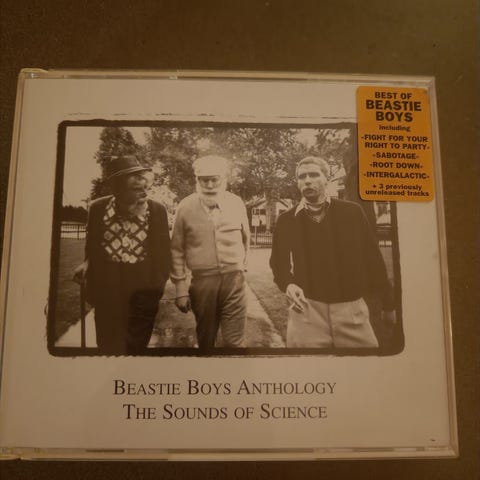 BEST OF
BEASTIE
BOYS
including
-FIGHT FOR YOUR
RIGHT TO PARTY-
-SABOTAGE-
-ROOT DOWN-
-INTERGALACTIC-
+ 3 previously
unreleased tracks
BEASTIE BOYS ANTHOLOGY
THE SOUNDS OF SCIENCE